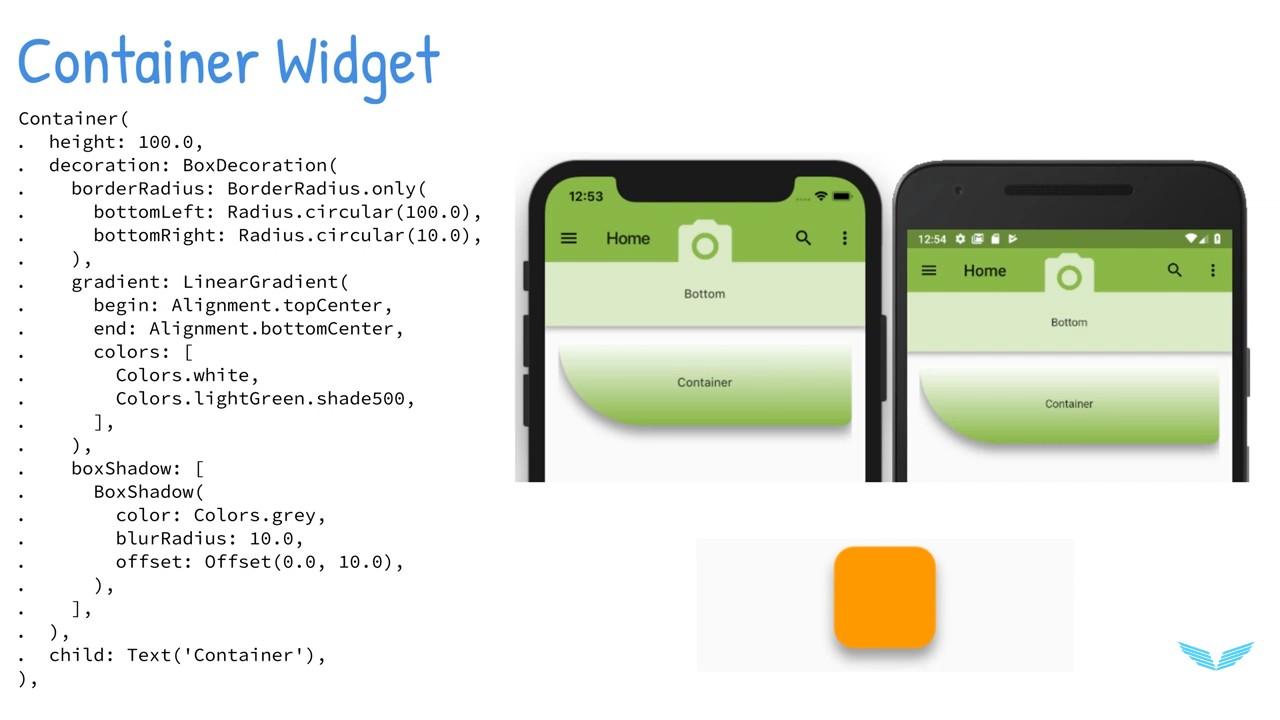 Container Widget
Container(
.  height: 100.0,
.  decoration: BoxDecoration(
.    borderRadius: BorderRadius.only(
.      bottomLeft: Radius.circular(100.0),
.      bottomRight: Radius.circular(10.0),
.    ),
.    gradient: LinearGradient(
.      begin: Alignment.topCenter,
.      end: Alignment.bottomCenter,
.      colors: [
.        Colors.white,
.        Colors.lightGreen.shade500,
.      ],
.    ),
.    boxShadow: [
.      BoxShadow(
.        color: Colors.grey,
.        blurRadius: 10.0,
.        offset: Offset(0.0, 10.0),
.      ),
.    ],
.  ),
.  child: Text('Container'),
),
12:53
Home
Bottom
Container
12:54
Home
Bottom
Container